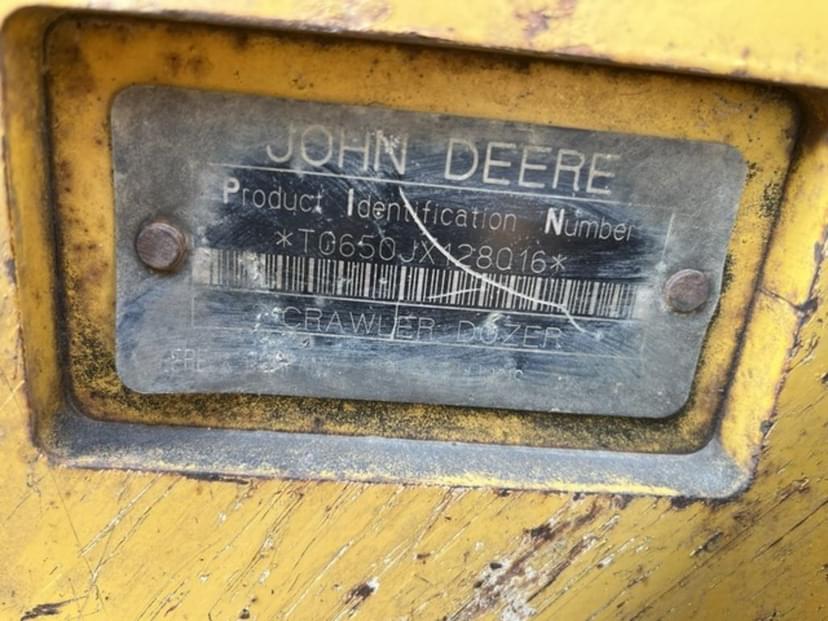 JOHN DEERE
Product Identification Number
*T0650JX128016*
CRAWLER DOZER